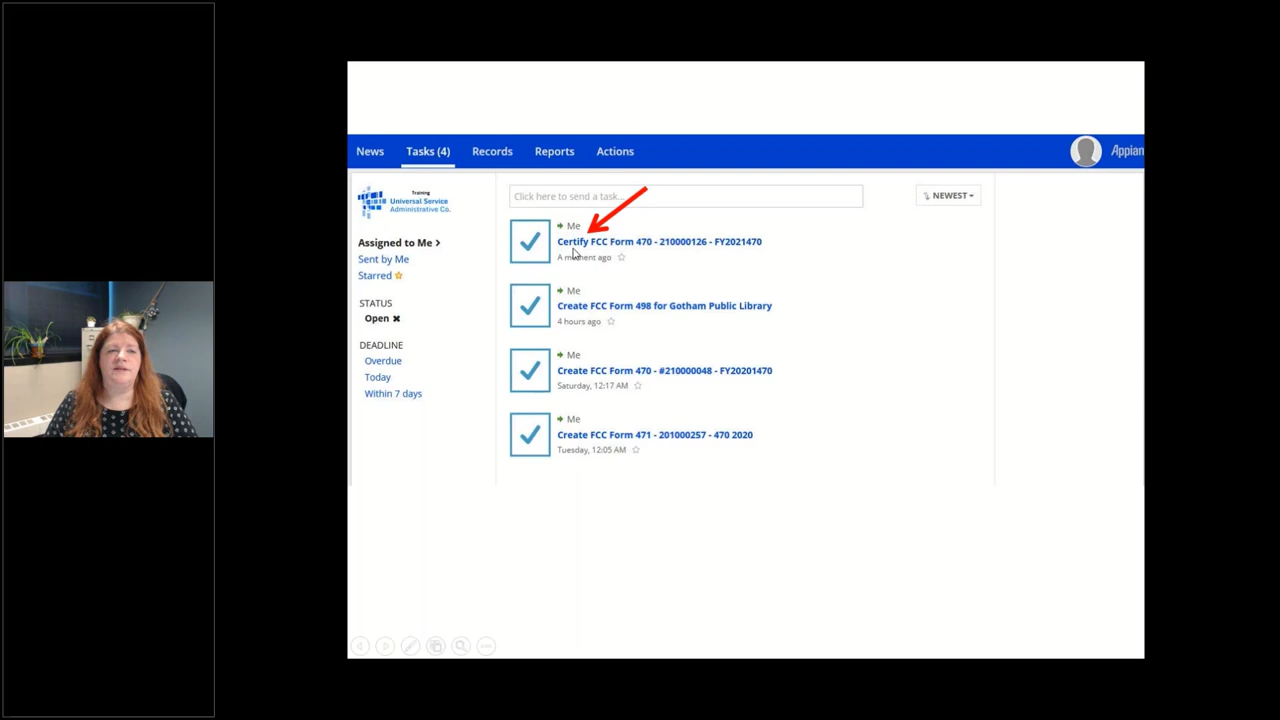 News Tasks (4) Records Reports Actions Appian
Training
Universal Service
Administrative Co.
Assigned to Me >
Sent by Me
Starred
STATUS
Open ✖
DEADLINE
Overdue
Today
Within 7 days
Click here to send a task...
NEWEST
Me
Certify FCC Form 470 - 210000126 - FY2021470
A moment ago
Me
Create FCC Form 498 for Gotham Public Library
4 hours ago
Me
Create FCC Form 470 - #210000048 - FY20201470
Saturday, 12:17 AM
Me
Create FCC Form 471 - 201000257 - 470 2020
Tuesday, 12:05 AM